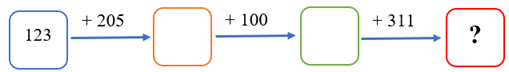 123 + 205 + 100 + 311 ?